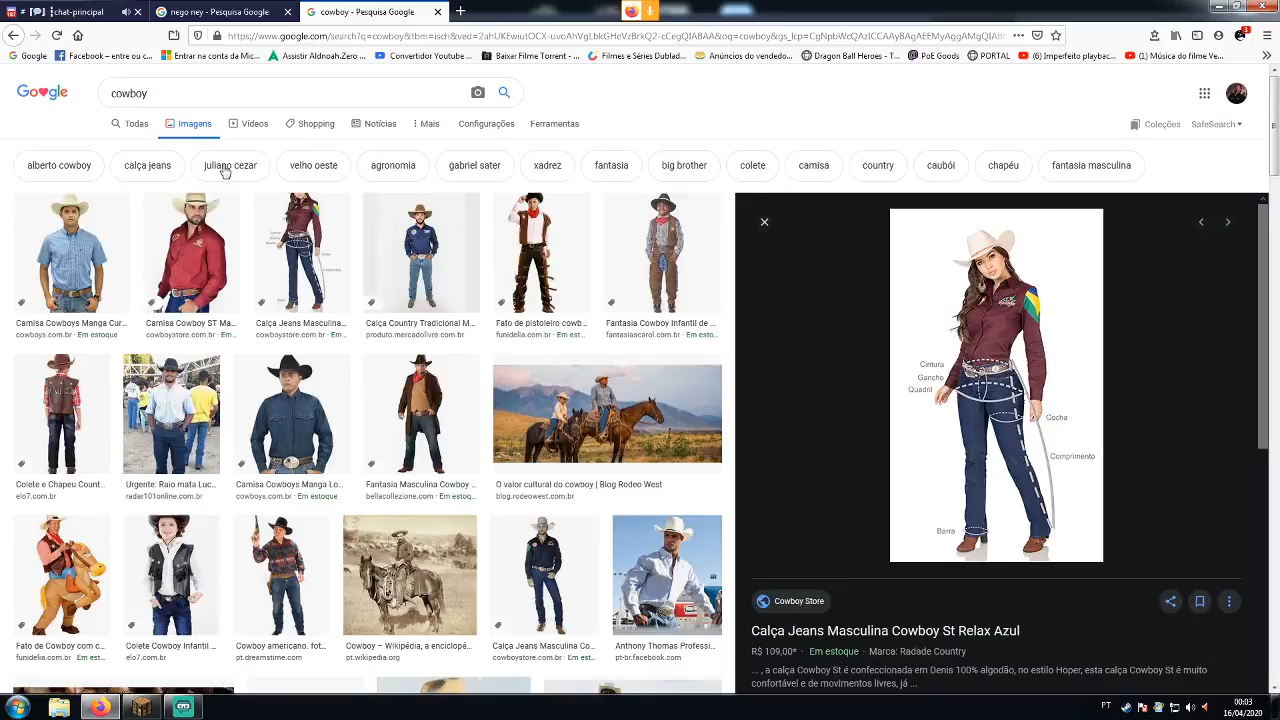 # [ ] chat-principal
nego ney - Pesquisa Google
cowboy - Pesquisa Google
https://www.google.com/search?q=cowboy&tbm=isch&ved=
Google
Facebook – Entre o...
Entrar na conta da Mic...
Assistir Aldnoah.Zero ...
Convertidor Youtube ...
Baixar Filme Torrent - ...
Filmes e Séries Dublad...
Anúncios do vendedo...
Dragon Ball Heroes - T...
PoE Goods
PORTAL
(6) Imperfeito playbac...
(1) Música do filme Ve...
Google
cowboy
Todas
Imagens
Vídeos
Shopping
Notícias
Mais
Configurações
Ferramentas
Coleções
SafeSearch
alberto cowboy
calça jeans
juliano cezar
velho oeste
agronomia
gabriel sater
xadrez
fantasia
big brother
colete
camisa
country
caubói
chapéu
fantasia masculina
Camisa Cowboys Manga Cur...
cowboys.com.br · Em estoque
Camisa Cowboy ST Ma...
cowboystore.com.br · Em...
Calça Jeans Masculina...
cowboystore.com.br · Em...
Calça Country Tradicional M...
produto.mercadolivre.com.br
Fato de pistoleiro cowb...
funidelia.com.br · Em est...
Fantasia Cowboy Infantil de ...
fantasiascarol.com.br · Em esto...
Colete e Chapeu Count...
elo7.com.br
Urgente: Raio mata Luc...
radar101online.com.br
Camisa Cowboys Manga Lo...
cowboys.com.br · Em estoque
Fantasia Masculina Cowboy ...
bellacollezione.com · Em estoq...
O valor cultural do cowboy | Blog Rodeo West
blog.rodeowest.com.br
Fato de Cowboy com c...
funidelia.com.br · Em est...
Colete Cowboy Infantil ...
elo7.com.br
Cowboy americano. fot...
pt.dreamstime.com
Cowboy – Wikipédia, a enciclopé...
pt.wikipedia.org
Calça Jeans Masculina Co...
cowboystore.com.br · Em est...
Anthony Thomas Professi...
pt-br.facebook.com
Cintura
Gancho
Quadril
Cocha
Comprimento
Barra
Cowboy Store
Calça Jeans Masculina Cowboy St Relax Azul
R$ 109,00* · Em estoque · Marca: Radade Country
... , a calça Cowboy St é confeccionada em Denis 100% algodão, no estilo Hoper, esta calça Cowboy St é muito
confortável e de movimentos livres, já ...
PT
00:03
16/04/2020